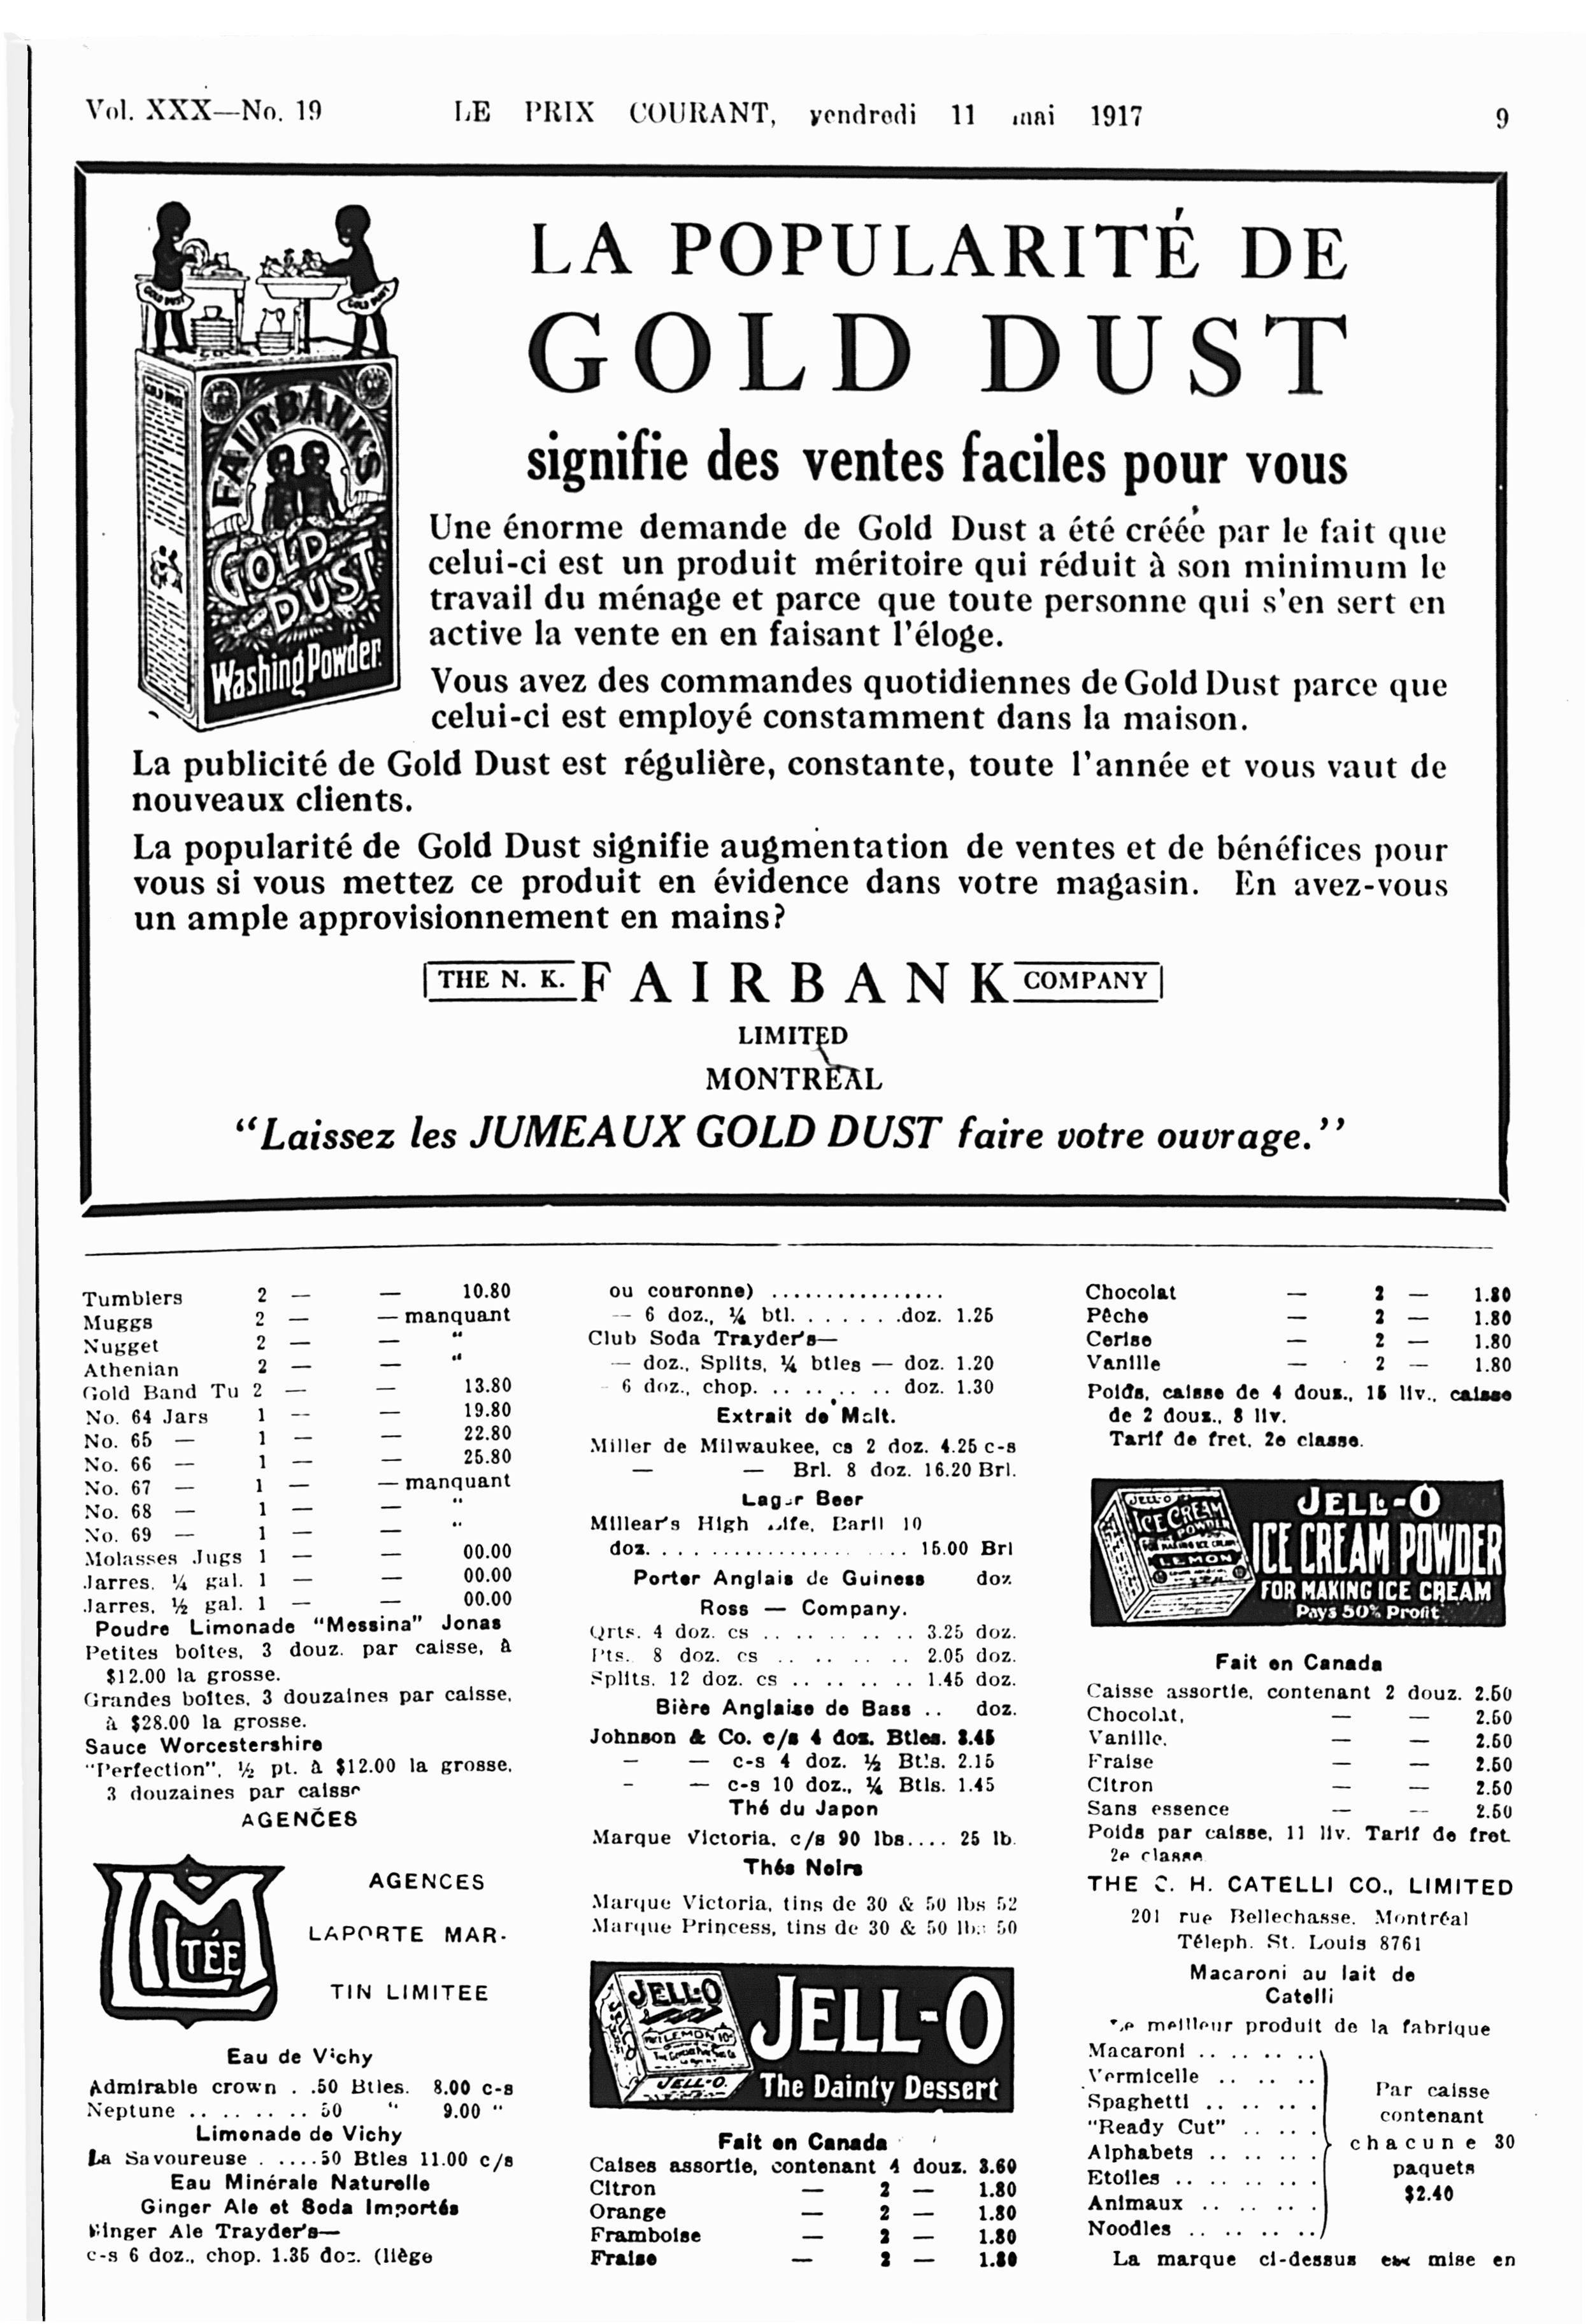 Vol. XXX—No. 19 LE PRIX COURANT, vendredi 11 mai 1917 9
LA POPULARITÉ DE
GOLD DUST
signifie des ventes faciles pour vous
FAIRBANK'S
GOLD DUST
Washing Powder.
Une énorme demande de Gold Dust a été créée par le fait que
celui-ci est un produit méritoire qui réduit à son minimum le
travail du ménage et parce que toute personne qui s'en sert en
active la vente en en faisant l'éloge.
Vous avez des commandes quotidiennes de Gold Dust parce que
celui-ci est employé constamment dans la maison.
La publicité de Gold Dust est régulière, constante, toute l'année et vous vaut de
nouveaux clients.
La popularité de Gold Dust signifie augmentation de ventes et de bénéfices pour
vous si vous mettez ce produit en évidence dans votre magasin. En avez-vous
un ample approvisionnement en mains?
THE N. K. FAIRBANK COMPANY
LIMITED
MONTREAL
"Laissez les JUMEAUX GOLD DUST faire votre ouvrage."
Tumblers 2 — — 10.80
Muggs 2 — — manquant
Nugget 2 — — "
Athenian 2 — — "
Gold Band Tu 2 — — 13.80
No. 64 Jars 1 — — 19.80
No. 65 — 1 — — 22.80
No. 66 — 1 — — 25.80
No. 67 — 1 — — manquant
No. 68 — 1 — — "
No. 69 — 1 — — "
Molasses Jugs 1 — — 00.00
Jarres, ¼ gal. 1 — — 00.00
Jarres, ½ gal. 1 — — 00.00
Poudre Limonade "Messina" Jonas
Petites boîtes, 3 douz. par caisse, à
$12.00 la grosse.
Grandes boîtes, 3 douzaines par caisse,
à $28.00 la grosse.
Sauce Worcestershire
"Perfection", ½ pt. à $12.00 la grosse,
3 douzaines par caisse
AGENCES
LM TÉE
AGENCES
LAPORTE MAR-
TIN LIMITEE
Eau de Vichy
Admirable crown . .50 Btles. 8.00 c-s
Neptune .. .. .. .. 50 " 9.00 "
Limonade de Vichy
La Savoureuse . ....50 Btles 11.00 c/s
Eau Minérale Naturelle
Ginger Ale et Soda Importés
Ginger Ale Trayder's—
c-s 6 doz., chop. 1.35 doz. (liège
ou couronne) ................
— 6 doz., ¼ btl. . . . . . . .doz. 1.25
Club Soda Trayder's—
— doz., Splits, ¼ btles — doz. 1.20
- 6 doz., chop. .. .. .. .. doz. 1.30
Extrait de Malt.
Miller de Milwaukee, cs 2 doz. 4.25 c-s
— — Brl. 8 doz. 16.20 Brl.
Lager Beer
Millear's High Life, Baril 10
doz. . . . .................. 15.00 Brl
Porter Anglais de Guiness doz
Ross — Company.
Qrts. 4 doz. cs .. .. .. .. .. 3.25 doz.
Pts. 8 doz. cs .. .. .. .. .. 2.05 doz.
Splits. 12 doz. cs .. .. .. .. 1.45 doz.
Bière Anglaise de Bass .. doz.
Johnson & Co. c/s 4 doz. Btles. 3.45
— — c-s 4 doz. ½ Btls. 2.15
- — c-s 10 doz., ¼ Btls. 1.45
Thé du Japon
Marque Victoria, c/s 90 lbs.... 25 lb.
Thés Noirs
Marque Victoria, tins de 30 & 50 lbs 52
Marque Princess, tins de 30 & 50 lbs 50
JELL-O
LEMON
JELL-O.
JELL-O
The Dainty Dessert
Fait en Canada
Caises assortie, contenant 4 douz. 3.60
Citron — 2 — 1.80
Orange — 2 — 1.80
Framboise — 2 — 1.80
Fraise — 2 — 1.80
Chocolat — 2 — 1.80
Pêche — 2 — 1.80
Cerise — 2 — 1.80
Vanille — 2 — 1.80
Poids, caisse de 4 douz., 15 liv., caisse
de 2 douz., 8 liv.
Tarif de fret, 2e classe.
JELL-O
ICE CREAM
POWDER
LEMON
JELL-O
ICE CREAM POWDER
FOR MAKING ICE CREAM
Pays 50% Profit
Fait en Canada
Caisse assortie, contenant 2 douz. 2.50
Chocolat, — — 2.50
Vanille, — — 2.50
Fraise — — 2.50
Citron — — 2.50
Sans essence — — 2.50
Poids par caisse, 11 liv. Tarif de fret
2e classe
THE C. H. CATELLI CO., LIMITED
201 rue Bellechasse, Montréal
Téleph. St. Louis 8761
Macaroni au lait de
Catelli
Le meilleur produit de la fabrique
Macaroni .. .. .. ..
Vermicelle .. .. ..
Spaghetti .. .. .. .
"Ready Cut" .. .. .
Alphabets .. .. .. .
Etoiles .. .. .. .. .
Animaux .. .. .. .
Noodles .. .. .. ..
Par caisse
contenant
chacune 30
paquets
$2.40
La marque ci-dessus est mise en